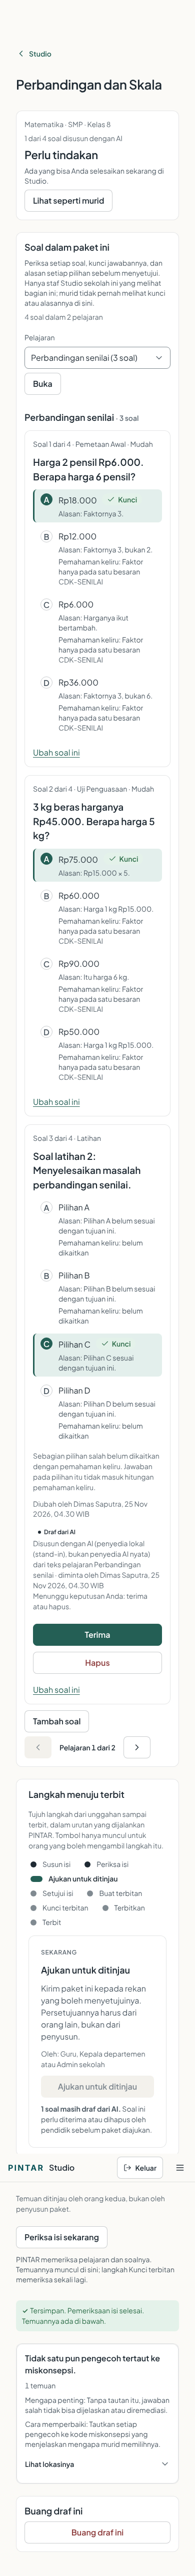 Studio
Perbandingan dan Skala
Matematika · SMP · Kelas 8
1 dari 4 soal disusun dengan AI
Perlu tindakan
Ada yang bisa Anda selesaikan sekarang di
Studio.
Lihat seperti murid
Soal dalam paket ini
Periksa setiap soal, kunci jawabannya, dan
alasan setiap pilihan sebelum menyetujui.
Hanya staf Studio sekolah ini yang melihat
bagian ini; murid tidak pernah melihat kunci
atau alasannya di sini.
4 soal dalam 2 pelajaran
Pelajaran
Perbandingan senilai (3 soal)
Buka
Perbandingan senilai · 3 soal
Soal 1 dari 4 · Pemetaan Awal · Mudah
Harga 2 pensil Rp6.000.
Berapa harga 6 pensil?
A Rp18.000 Kunci
Alasan: Faktornya 3.
B Rp12.000
Alasan: Faktornya 3, bukan 2.
Pemahaman keliru: Faktor
hanya pada satu besaran
CDK-SENILAI
C Rp6.000
Alasan: Harganya ikut
bertambah.
Pemahaman keliru: Faktor
hanya pada satu besaran
CDK-SENILAI
D Rp36.000
Alasan: Faktornya 3, bukan 6.
Pemahaman keliru: Faktor
hanya pada satu besaran
CDK-SENILAI
Ubah soal ini
Soal 2 dari 4 · Uji Penguasaan · Mudah
3 kg beras harganya
Rp45.000. Berapa harga 5
kg?
A Rp75.000 Kunci
Alasan: Rp15.000 × 5.
B Rp60.000
Alasan: Harga 1 kg Rp15.000.
Pemahaman keliru: Faktor
hanya pada satu besaran
CDK-SENILAI
C Rp90.000
Alasan: Itu harga 6 kg.
Pemahaman keliru: Faktor
hanya pada satu besaran
CDK-SENILAI
D Rp50.000
Alasan: Harga 1 kg Rp15.000.
Pemahaman keliru: Faktor
hanya pada satu besaran
CDK-SENILAI
Ubah soal ini
Soal 3 dari 4 · Latihan
Soal latihan 2:
Menyelesaikan masalah
perbandingan senilai.
A Pilihan A
Alasan: Pilihan A belum sesuai
dengan tujuan ini.
Pemahaman keliru: belum
dikaitkan
B Pilihan B
Alasan: Pilihan B belum sesuai
dengan tujuan ini.
Pemahaman keliru: belum
dikaitkan
C Pilihan C Kunci
Alasan: Pilihan C sesuai
dengan tujuan ini.
D Pilihan D
Alasan: Pilihan D belum sesuai
dengan tujuan ini.
Pemahaman keliru: belum
dikaitkan
Sebagian pilihan salah belum dikaitkan
dengan pemahaman keliru. Jawaban
pada pilihan itu tidak masuk hitungan
pemahaman keliru.
Diubah oleh Dimas Saputra, 25 Nov
2026, 04.30 WIB
Draf dari AI
Disusun dengan AI (penyedia lokal
(stand-in), bukan penyedia AI nyata)
dari teks pelajaran Perbandingan
senilai · diminta oleh Dimas Saputra, 25
Nov 2026, 04.30 WIB
Menunggu keputusan Anda: terima
atau hapus.
Terima
Hapus
Ubah soal ini
Tambah soal
Pelajaran 1 dari 2
Langkah menuju terbit
Tujuh langkah dari unggahan sampai
terbit, dalam urutan yang dijalankan
PINTAR. Tombol hanya muncul untuk
orang yang boleh mengambil langkah itu.
Susun isi
Periksa isi
Ajukan untuk ditinjau
Setujui isi
Buat terbitan
Kunci terbitan
Terbitkan
Terbit
SEKARANG
Ajukan untuk ditinjau
Kirim paket ini kepada rekan
yang boleh menyetujuinya.
Persetujuannya harus dari
orang lain, bukan dari
penyusun.
Oleh: Guru, Kepala departemen
atau Admin sekolah
Ajukan untuk ditinjau
1 soal masih draf dari AI. Soal ini
perlu diterima atau dihapus oleh
pendidik sebelum paket diajukan.
PINTAR Studio
Keluar
Temuan ditinjau oleh orang kedua, bukan oleh
penyusun paket.
Periksa isi sekarang
PINTAR memeriksa pelajaran dan soalnya.
Temuannya muncul di sini; langkah Kunci terbitan
memeriksa sekali lagi.
Tersimpan. Pemeriksaan isi selesai.
Temuannya ada di bawah.
Tidak satu pun pengecoh tertaut ke
miskonsepsi.
1 temuan
Mengapa penting: Tanpa tautan itu, jawaban
salah tidak bisa dijelaskan atau diremediasi.
Cara memperbaiki: Tautkan setiap
pengecoh ke kode miskonsepsi yang
menjelaskan mengapa murid memilihnya.
Lihat lokasinya
Buang draf ini
Buang draf ini